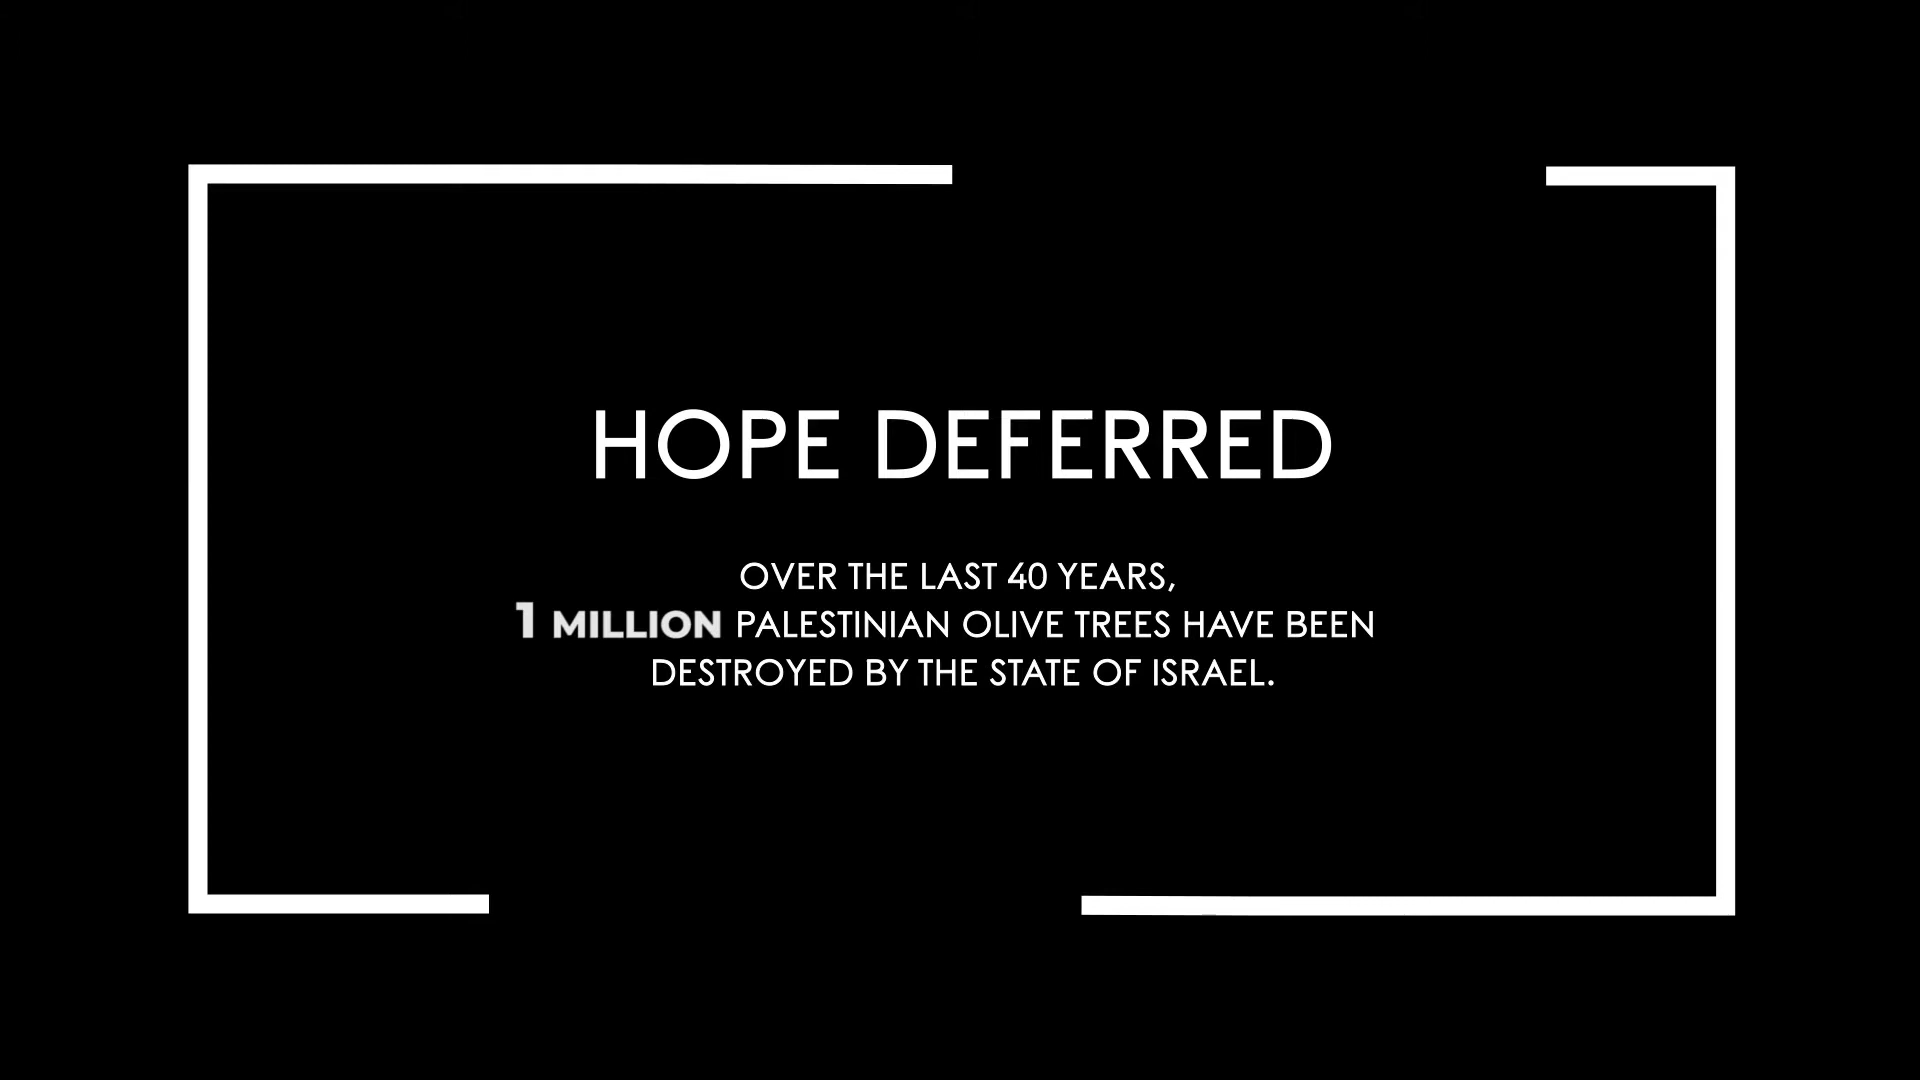 HOPE DEFERRED
OVER THE LAST 40 YEARS,
1 MILLION PALESTINIAN OLIVE TREES HAVE BEEN
DESTROYED BY THE STATE OF ISRAEL.